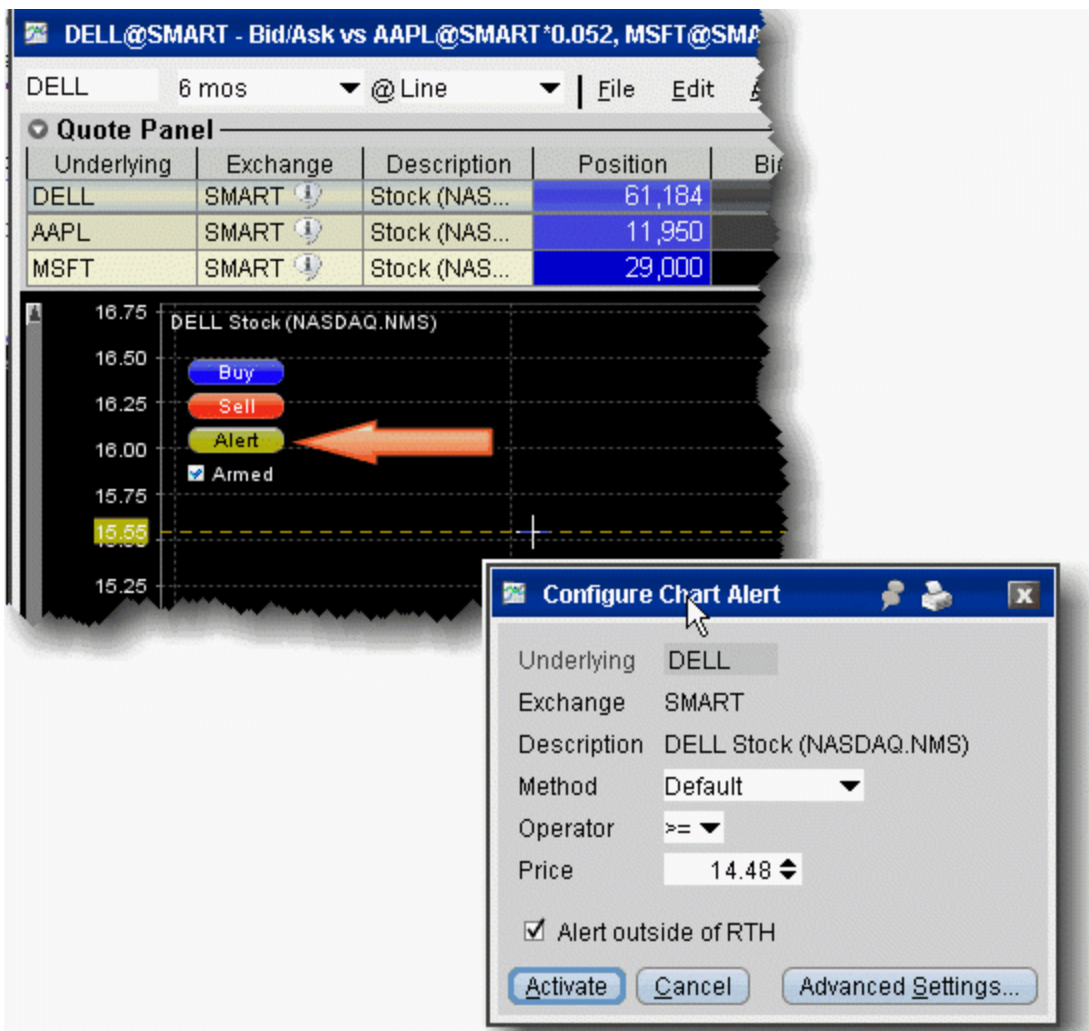 DELL@SMART - Bid/Ask vs AAPL@SMART*0.052, MSFT@SMA
DELL 6 mos @ Line File Edit
Quote Panel
Underlying Exchange Description Position
DELL SMART Stock (NAS... 61,184
AAPL SMART Stock (NAS... 11,950
MSFT SMART Stock (NAS... 29,000
16.75
DELL Stock (NASDAQ.NMS)
16.50
Buy
16.25
Sell
Alert
16.00
Armed
15.75
15.55
15.25
Configure Chart Alert
Underlying DELL
Exchange SMART
Description DELL Stock (NASDAQ.NMS)
Method Default
Operator >=
Price 14.48
Alert outside of RTH
Activate Cancel Advanced Settings...